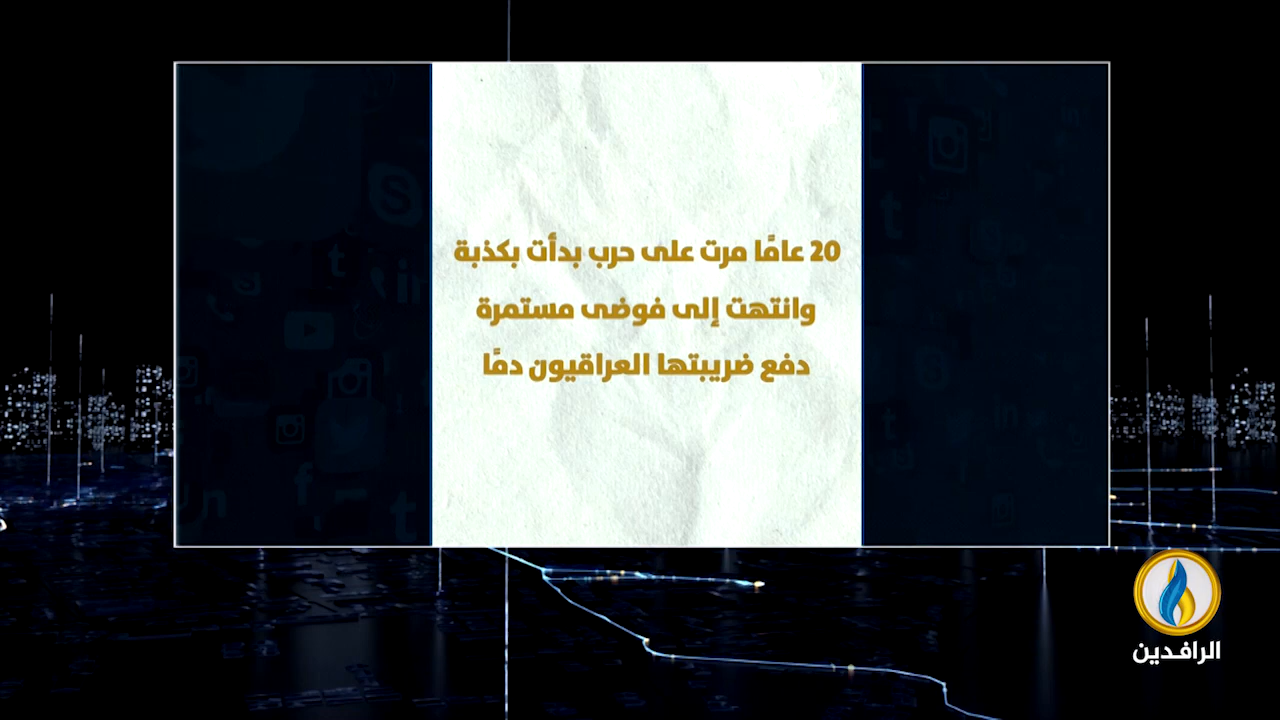 20 عامًا مرت على حرب بدأت بكذبة
وانتهت إلى فوضى مستمرة
دفع ضريبتها العراقيون دمًا
الرافدين